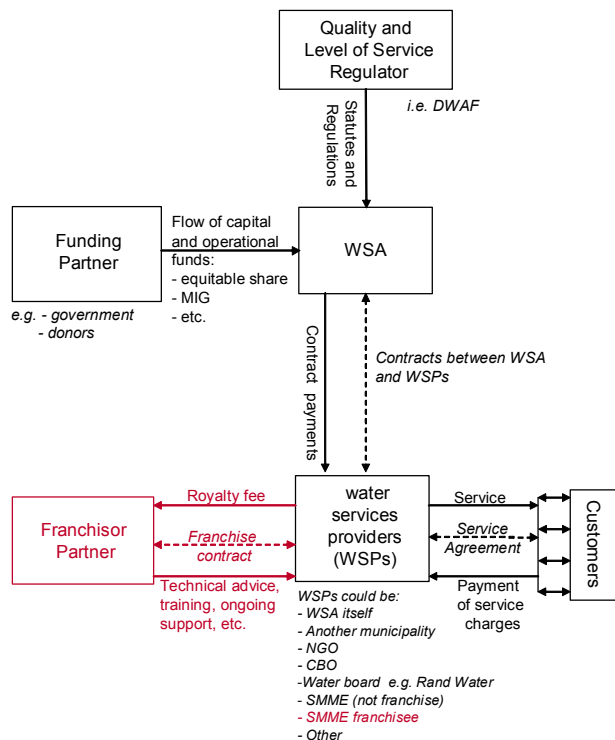 Quality and
Level of Service
Regulator
i.e. DWAF
Statutes and
Regulations
Funding
Partner
e.g. - government
- donors
Flow of capital
and operational
funds:
- equitable share
- MIG
- etc.
WSA
Contract payments
Contracts between WSA
and WSPs
Franchisor
Partner
Royalty fee
Franchise
contract
Technical advice,
training, ongoing
support, etc.
water
services
providers
(WSPs)
Service
Service
Agreement
Payment
of service
charges
Customers
WSPs could be:
- WSA itself
- Another municipality
- NGO
- CBO
-Water board e.g. Rand Water
- SMME (not franchise)
- SMME franchisee
- Other